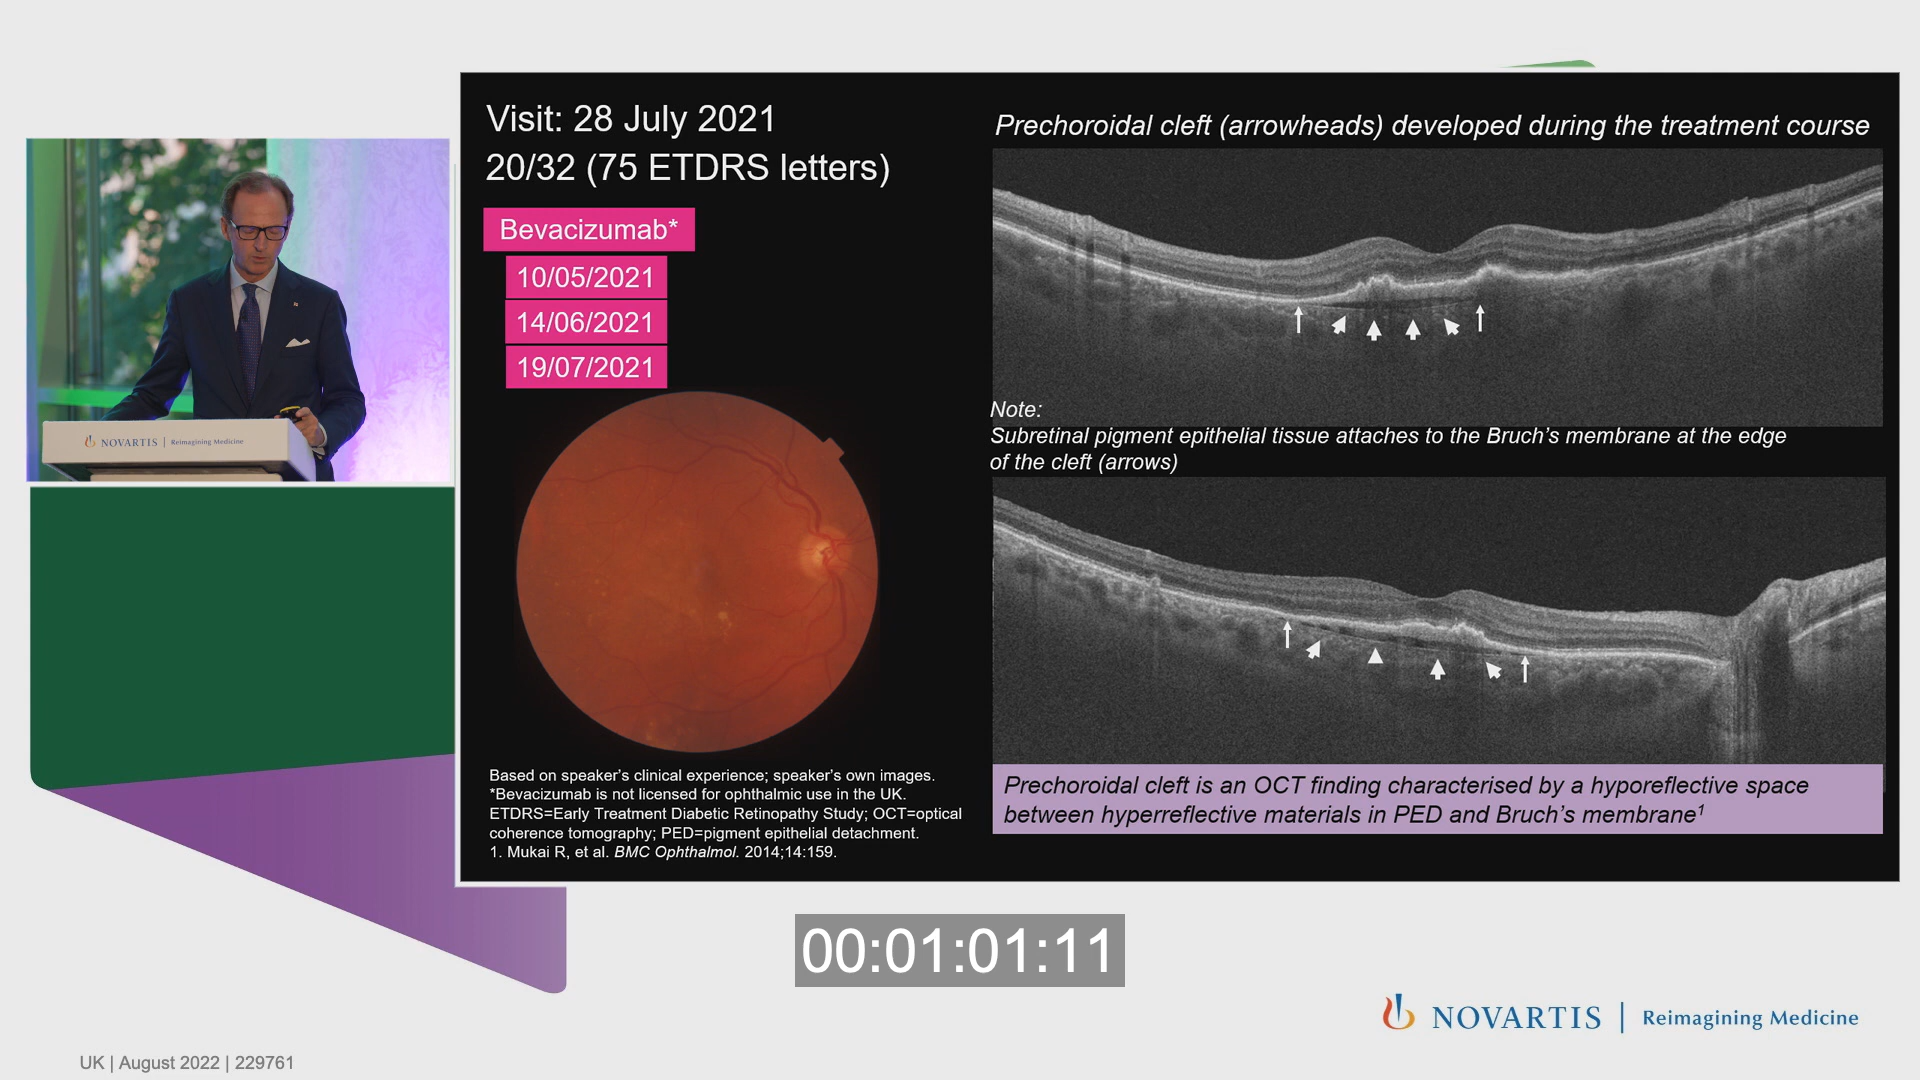 Visit: 28 July 2021
20/32 (75 ETDRS letters)
Bevacizumab*
10/05/2021
14/06/2021
19/07/2021
Based on speaker's clinical experience; speaker's own images.
*Bevacizumab is not licensed for ophthalmic use in the UK.
ETDRS=Early Treatment Diabetic Retinopathy Study; OCT=optical
coherence tomography; PED=pigment epithelial detachment.
1. Mukai R, et al. BMC Ophthalmol. 2014;14:159.
Prechoroidal cleft (arrowheads) developed during the treatment course
Note:
Subretinal pigment epithelial tissue attaches to the Bruch's membrane at the edge
of the cleft (arrows)
Prechoroidal cleft is an OCT finding characterised by a hyporeflective space
between hyperreflective materials in PED and Bruch's membrane¹
NOVARTIS | Reimagining Medicine
00:01:01:11
NOVARTIS | Reimagining Medicine
UK | August 2022 | 229761